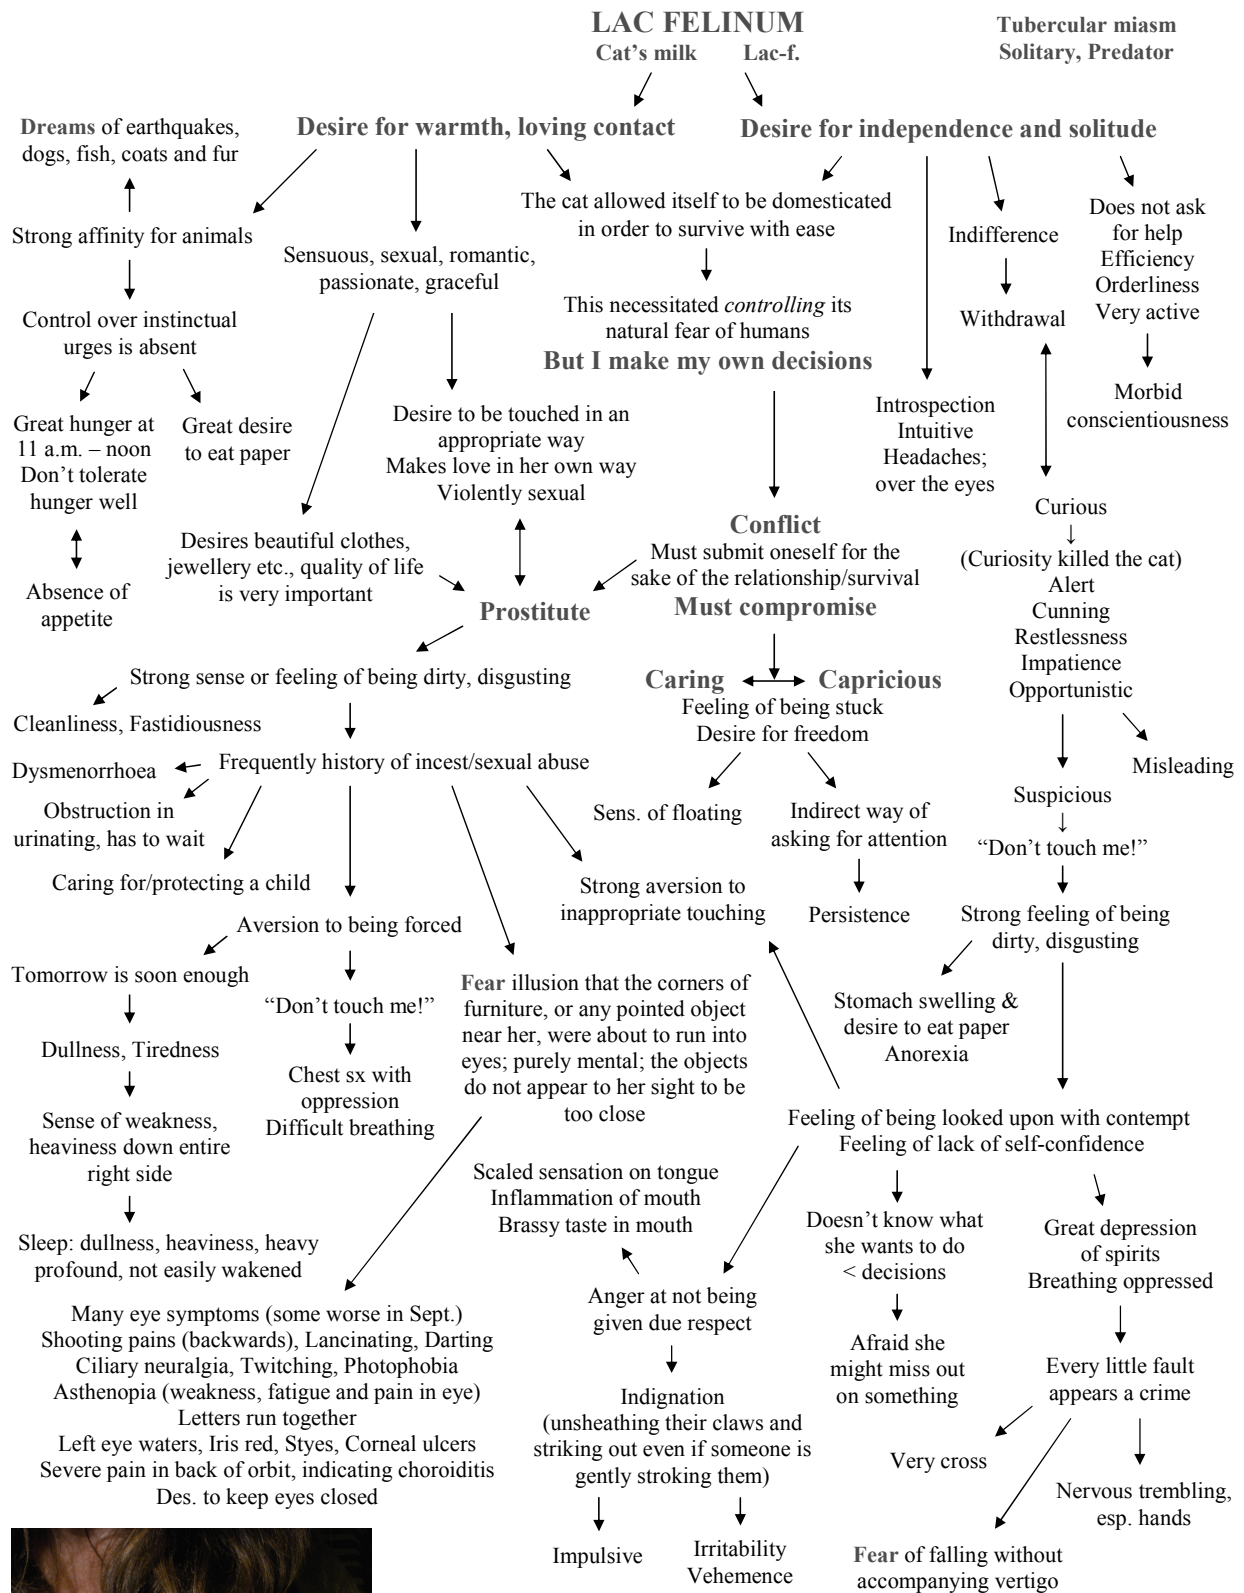 LAC FELINUM
Cat's milk Lac-f.
Tubercular miasm
Solitary, Predator
Dreams of earthquakes,
dogs, fish, coats and fur
Desire for warmth, loving contact
Desire for independence and solitude
Strong affinity for animals
The cat allowed itself to be domesticated
in order to survive with ease
Indifference
Does not ask
for help
Efficiency
Orderliness
Very active
Sensuous, sexual, romantic,
passionate, graceful
Control over instinctual
urges is absent
This necessitated controlling its
natural fear of humans
But I make my own decisions
Withdrawal
Morbid
conscientiousness
Great hunger at
11 a.m. – noon
Don't tolerate
hunger well
Great desire
to eat paper
Desire to be touched in an
appropriate way
Makes love in her own way
Violently sexual
Introspection
Intuitive
Headaches;
over the eyes
Absence of
appetite
Desires beautiful clothes,
jewellery etc., quality of life
is very important
Conflict
Must submit oneself for the
sake of the relationship/survival
Must compromise
Prostitute
Curious
↓
(Curiosity killed the cat)
Alert
Cunning
Restlessness
Impatience
Opportunistic
Strong sense or feeling of being dirty, disgusting
Caring Capricious
Feeling of being stuck
Desire for freedom
Cleanliness, Fastidiousness
Frequently history of incest/sexual abuse
Dysmenorrhoea
Obstruction in
urinating, has to wait
Caring for/protecting a child
Sens. of floating
Indirect way of
asking for attention
Misleading
Suspicious
↓
“Don't touch me!”
Strong aversion to
inappropriate touching
Persistence
Strong feeling of being
dirty, disgusting
Aversion to being forced
Tomorrow is soon enough
“Don't touch me!”
Fear illusion that the corners of
furniture, or any pointed object
near her, were about to run into
eyes; purely mental; the objects
do not appear to her sight to be
too close
Stomach swelling &
desire to eat paper
Anorexia
Dullness, Tiredness
Chest sx with
oppression
Difficult breathing
Sense of weakness,
heaviness down entire
right side
Feeling of being looked upon with contempt
Feeling of lack of self-confidence
Scaled sensation on tongue
Inflammation of mouth
Brassy taste in mouth
Doesn't know what
she wants to do
< decisions
Great depression
of spirits
Breathing oppressed
Sleep: dullness, heaviness, heavy
profound, not easily wakened
Anger at not being
given due respect
Many eye symptoms (some worse in Sept.)
Shooting pains (backwards), Lancinating, Darting
Ciliary neuralgia, Twitching, Photophobia
Asthenopia (weakness, fatigue and pain in eye)
Letters run together
Left eye waters, Iris red, Styes, Corneal ulcers
Severe pain in back of orbit, indicating choroiditis
Des. to keep eyes closed
Afraid she
might miss out
on something
Every little fault
appears a crime
Indignation
(unsheathing their claws and
striking out even if someone is
gently stroking them)
Very cross
Nervous trembling,
esp. hands
Impulsive
Irritability
Vehemence
Fear of falling without
accompanying vertigo